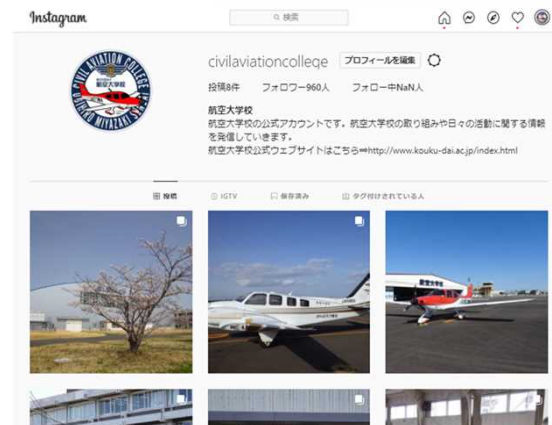 Instagram
検索
civilaviationcollege プロフィールを編集
投稿8件 フォロワー960人 フォロー中NaN人
航空大学校
航空大学校の公式アカウントです。航空大学校の取り組みや日々の活動に関する情報
を発信していきます。
航空大学校公式ウェブサイトはこちら⇒http://www.kouku-dai.ac.jp/index.html
投稿 IGTV 保存済み タグ付けされている人
CIVIL AVIATION COLLEGE
航空大学校
OBIHIRO MIYAZAKI
航空大学校